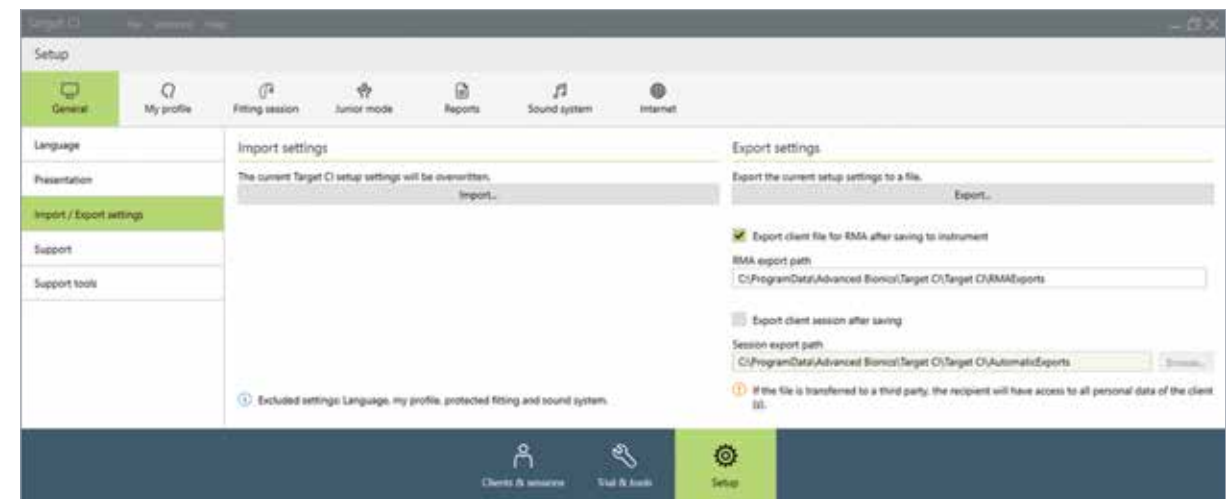 Target CI
Help
Setup
General
My profile
Fitting session
Junior mode
Reports
Sound system
Internet
Language
Presentation
Import / Export settings
Support
Support tools
Import settings
The current Target CI setup settings will be overwritten.
Import...
Excluded settings: Language, my profile, protected fitting and sound system.
Export settings
Export the current setup settings to a file.
Export...
Export client file for RMA after saving to instrument
RMA export path
C:\ProgramData\Advanced Bionics\Target CI\Target CI\RMAExports
Export client session after saving
Session export path
C:\ProgramData\Advanced Bionics\Target CI\Target CI\AutomaticExports
Browse...
If the file is transferred to a third party, the recipient will have access to all personal data of the client
(s).
Clients & sessions
Trial & tools
Setup